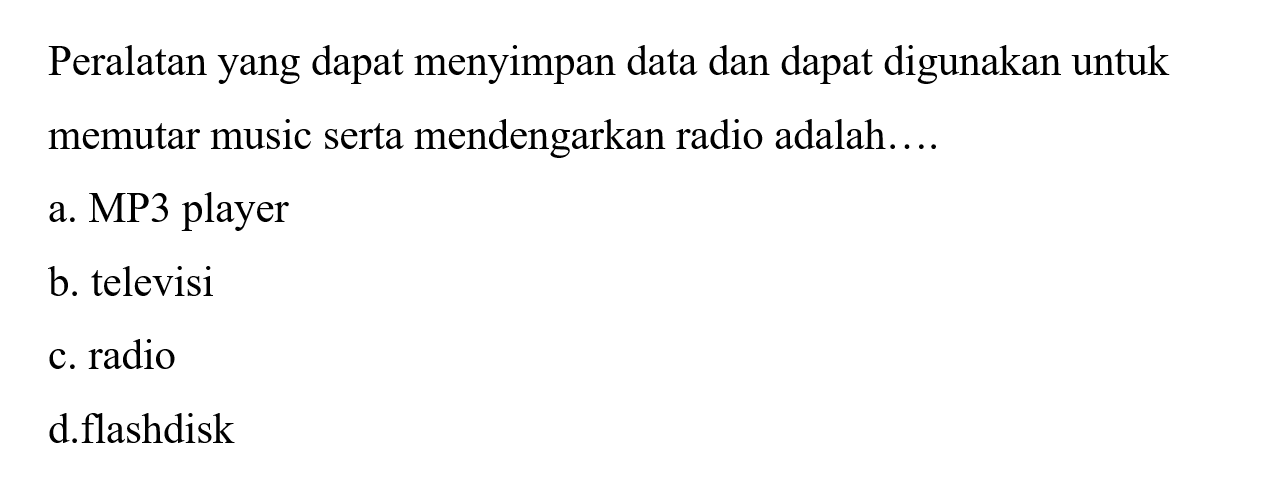 Peralatan yang dapat menyimpan data dan dapat digunakan untuk
memutar music serta mendengarkan radio adalah….
a. MP3 player
b. televisi
c. radio
d.flashdisk